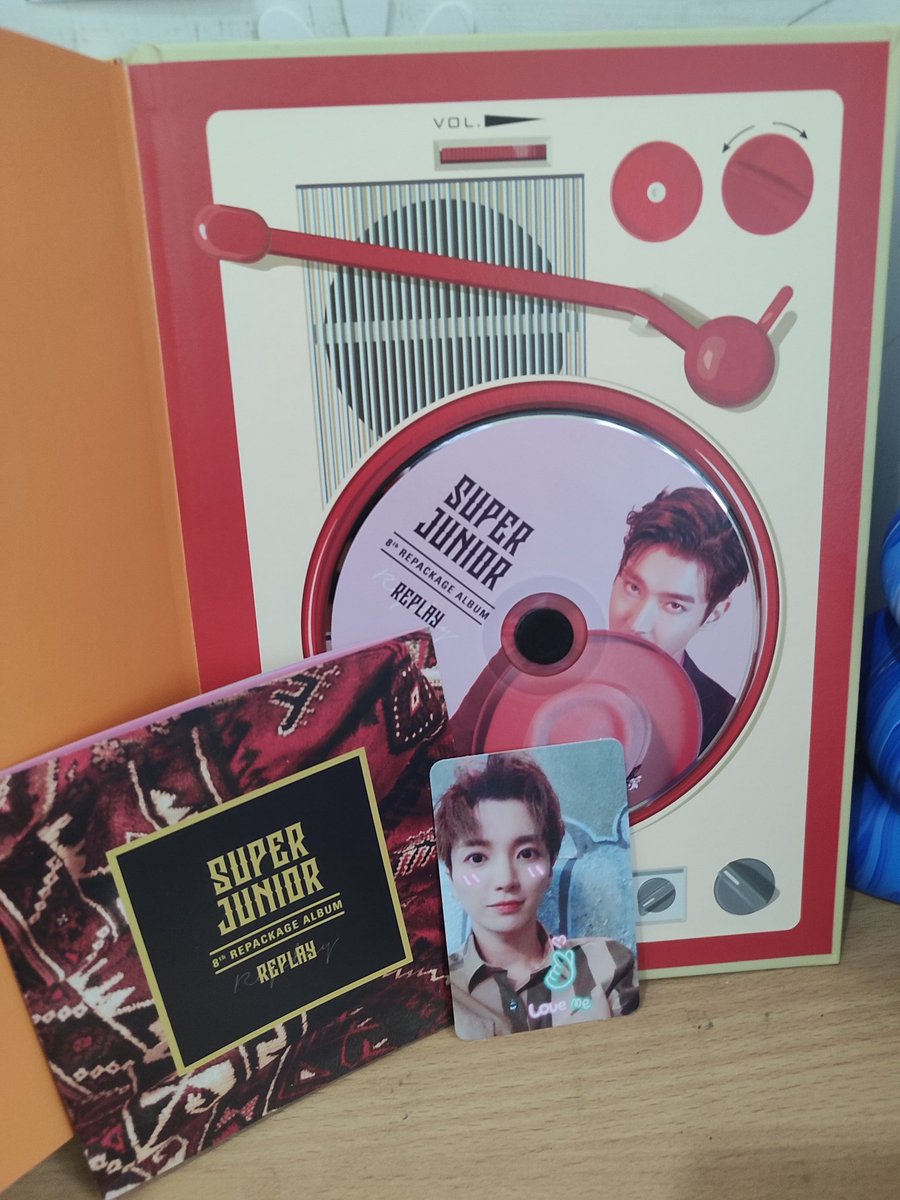 VOL.
SUPER
JUNIOR
8th REPACKAGE ALBUM
REPLAY
SUPER
JUNIOR
8th REPACKAGE ALBUM
REPLAY
Love me